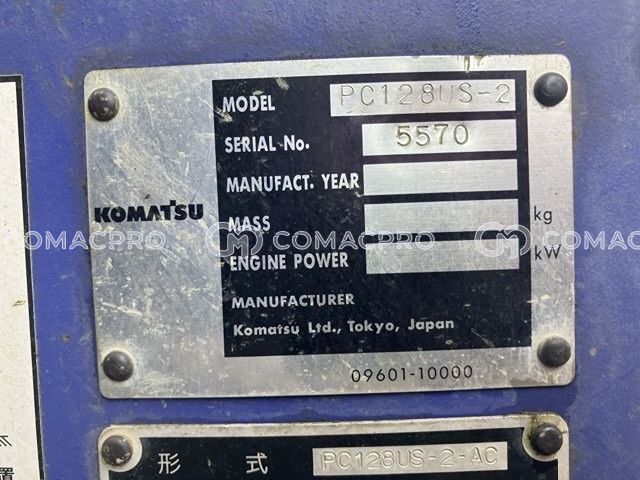 MODEL PC128US-2
SERIAL No. 5570
MANUFACT. YEAR
KOMATSU
MASS kg
COMACPRO COMACPRO COMACPRO
ENGINE POWER kW
MANUFACTURER
Komatsu Ltd., Tokyo, Japan
09601-10000
形 式 PC128US-2-AC
置